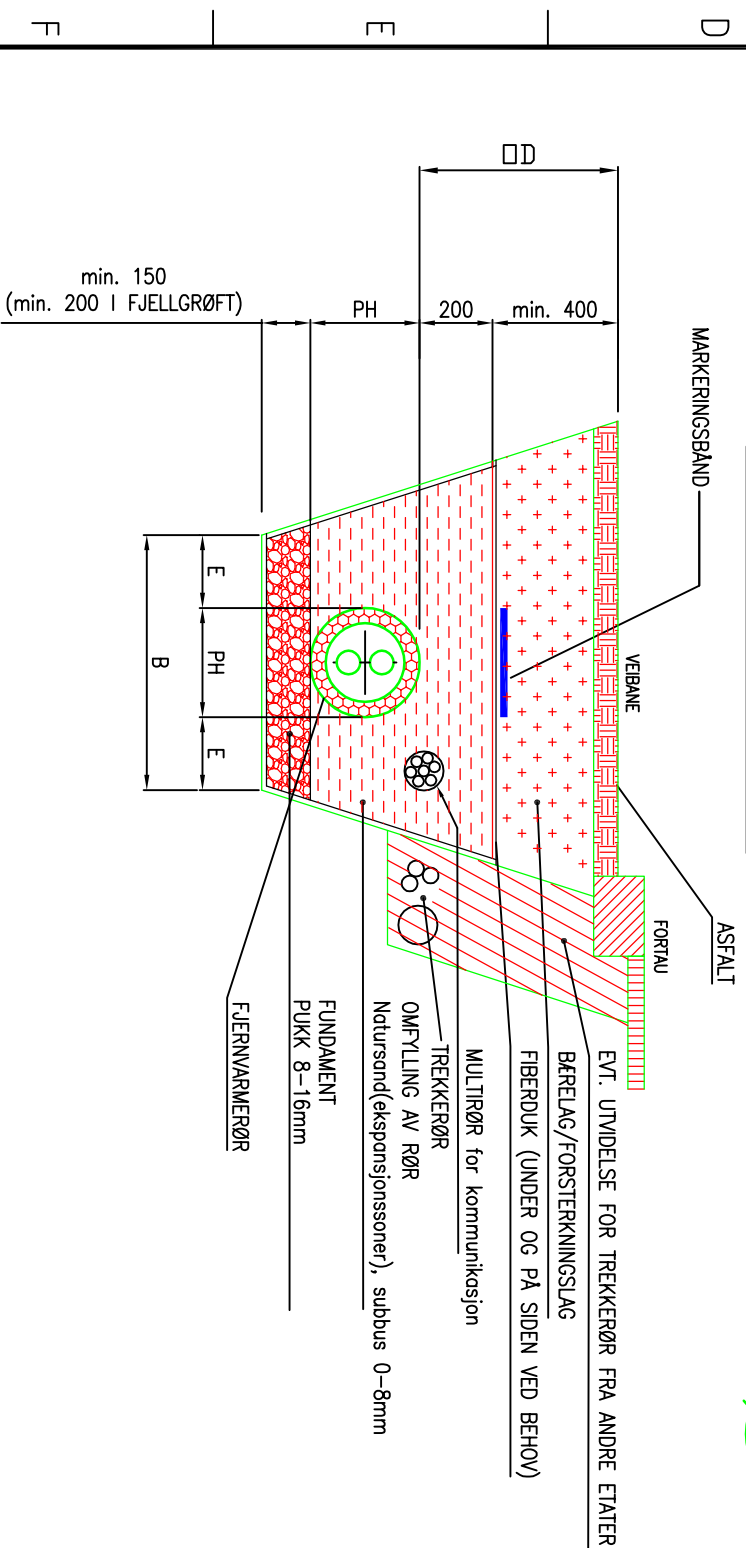 D
E
F
□D
min. 150
(min. 200 I FJELLGRØFT)
PH
200
min. 400
MARKERINGSBÅND
VEIBANE
ASFALT
FORTAU
E
PH
E
B
EVT. UTVIDELSE FOR TREKKERØR FRA ANDRE ETATER
BÆRELAG/FORSTERKNINGSLAG
FIBERDUK (UNDER OG PÅ SIDEN VED BEHOV)
MULTIRØR for kommunikasjon
TREKKERØR
OMFYLLING AV RØR
Natursand(ekspansjonssoner), subbus 0-8mm
FUNDAMENT
PUKK 8-16mm
FJERNVARMERØR